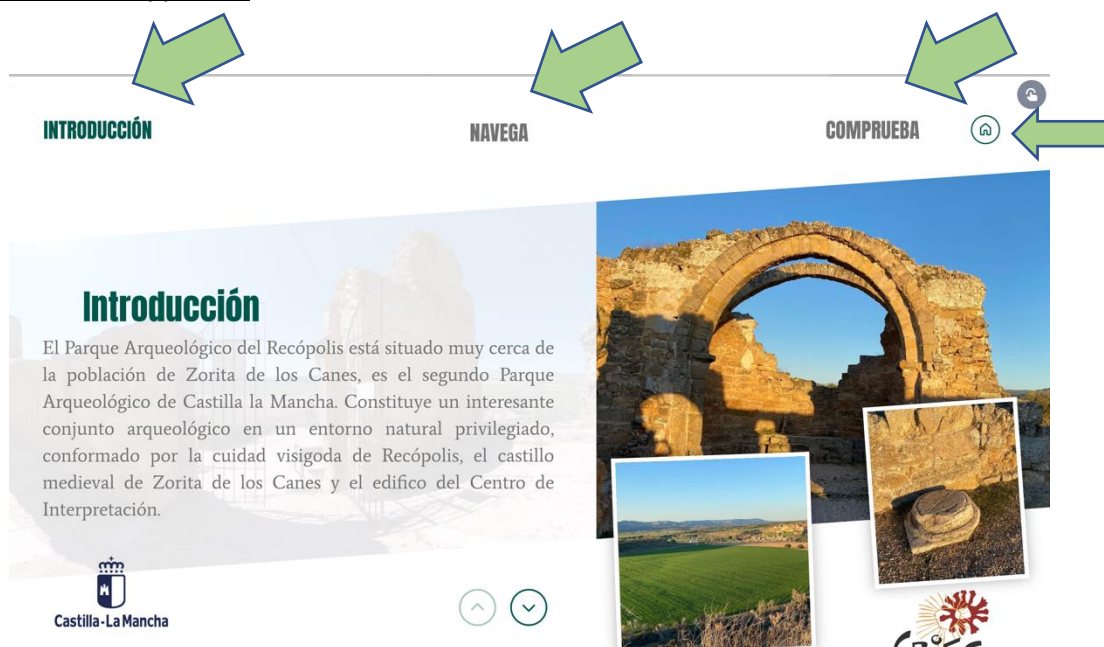 INTRODUCCIÓN
NAVEGA
COMPRUEBA
Introducción
El Parque Arqueológico del Recópolis está situado muy cerca de
la población de Zorita de los Canes, es el segundo Parque
Arqueológico de Castilla la Mancha. Constituye un interesante
conjunto arqueológico en un entorno natural privilegiado,
conformado por la cuidad visigoda de Recópolis, el castillo
medieval de Zorita de los Canes y el edifico del Centro de
Interpretación.
Castilla-La Mancha